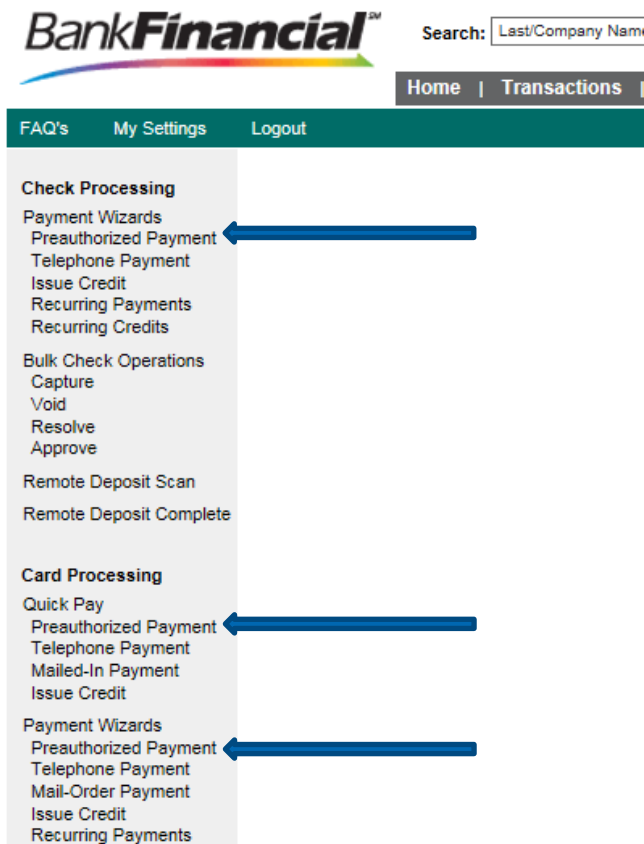 BankFinancial℠
Search: Last/Company Name
Home | Transactions |
FAQ's My Settings Logout
Check Processing
Payment Wizards
Preauthorized Payment
Telephone Payment
Issue Credit
Recurring Payments
Recurring Credits
Bulk Check Operations
Capture
Void
Resolve
Approve
Remote Deposit Scan
Remote Deposit Complete
Card Processing
Quick Pay
Preauthorized Payment
Telephone Payment
Mailed-In Payment
Issue Credit
Payment Wizards
Preauthorized Payment
Telephone Payment
Mail-Order Payment
Issue Credit
Recurring Payments